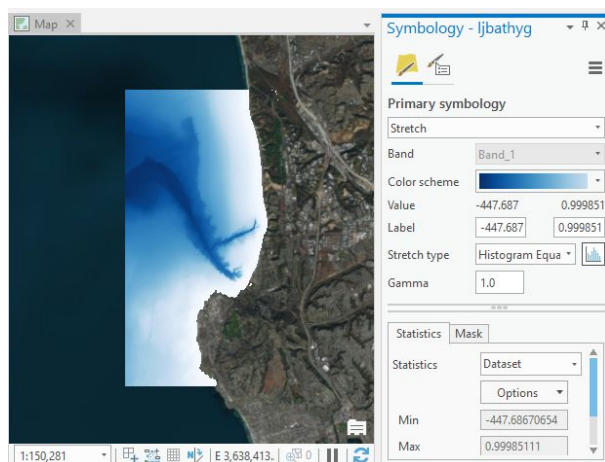 Map
Symbology - ljbathyg
Primary symbology
Stretch
Band Band_1
Color scheme
Value -447.687 0.999851
Label -447.687 0.999851
Stretch type Histogram Equa
Gamma 1.0
Statistics Mask
Statistics Dataset
Options
Min -447.68670654
Max 0.99985111
1:150,281 E 3,638,413. 0